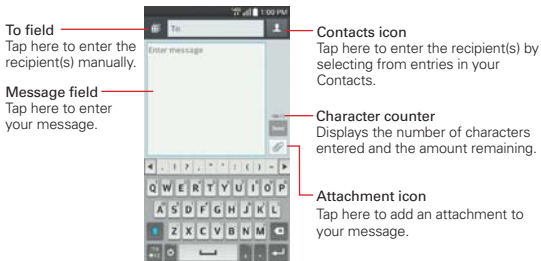 To field
Tap here to enter the
recipient(s) manually.
Message field
Tap here to enter
your message.
1:00 PM
To
Enter message
Send
Q W E R T Y U I O P
A S D F G H J K L
Z X C V B N M
Contacts icon
Tap here to enter the recipient(s) by
selecting from entries in your
Contacts.
Character counter
Displays the number of characters
entered and the amount remaining.
Attachment icon
Tap here to add an attachment to
your message.